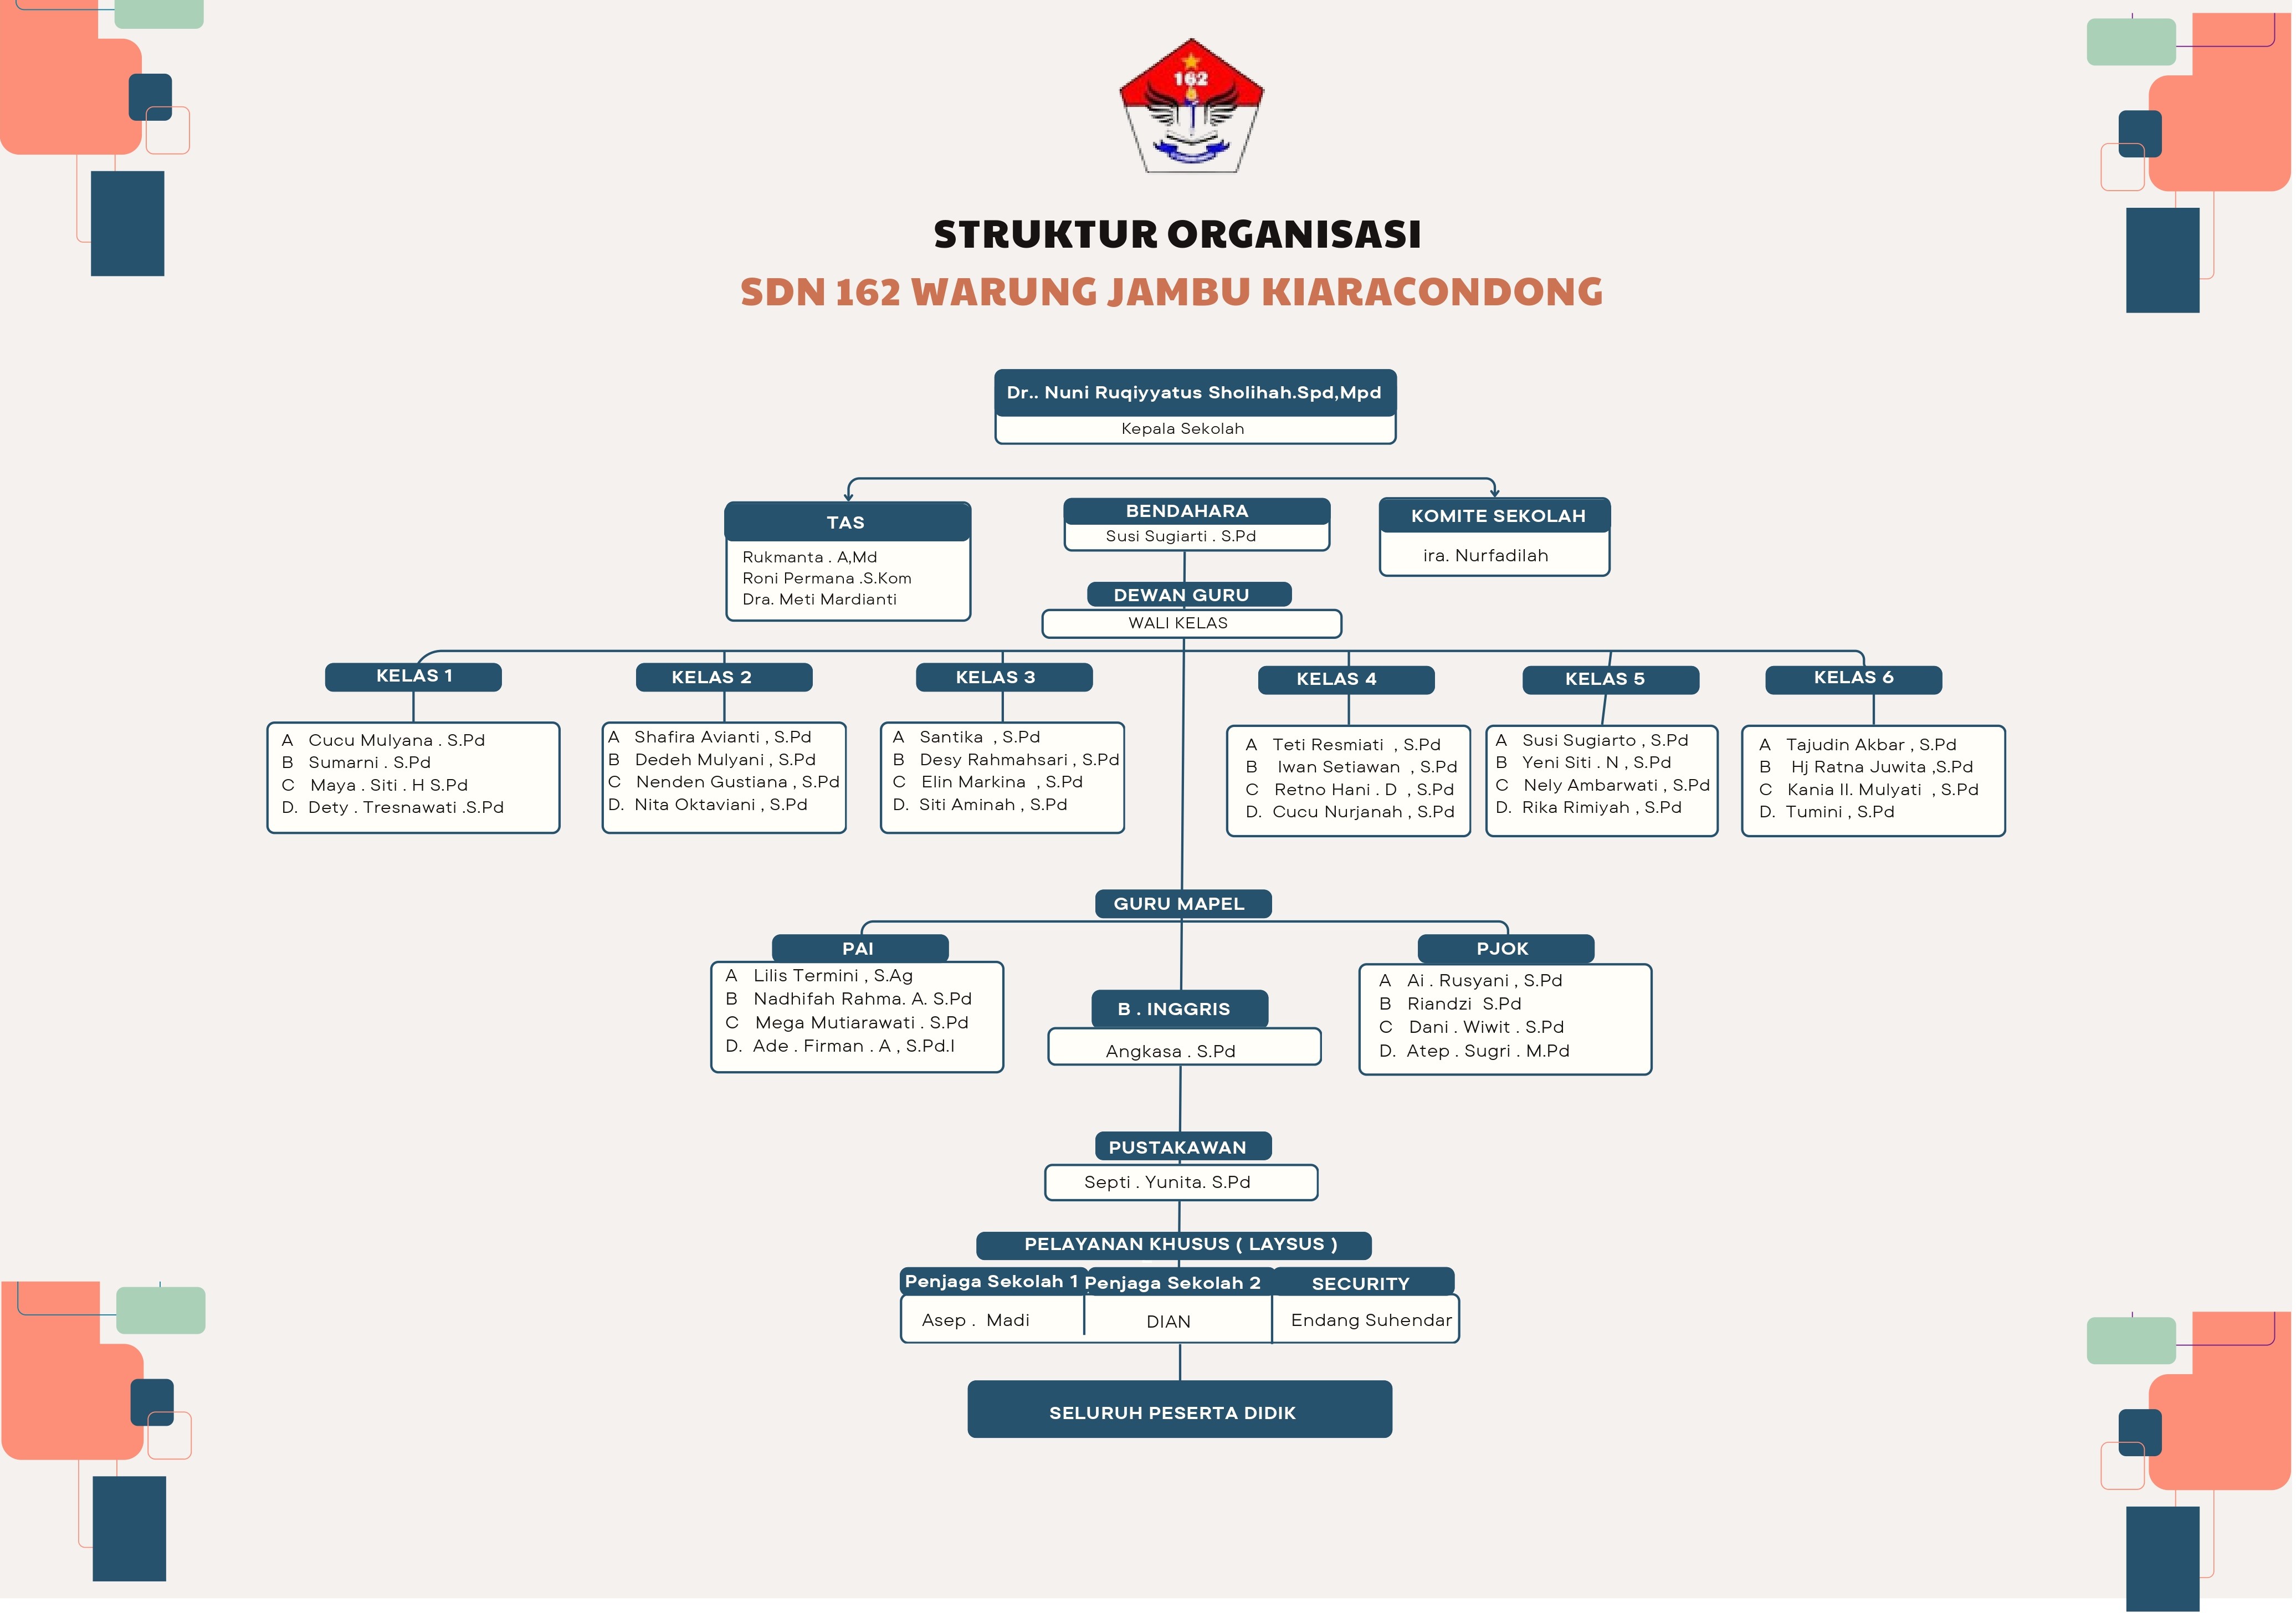 162
STRUKTUR ORGANISASI
SDN 162 WARUNG JAMBU KIARACONDONG
Dr.. Nuni Ruqiyyatus Sholihah.Spd,Mpd
Kepala Sekolah
TAS
Rukmanta . A,Md
Roni Permana .S.Kom
Dra. Meti Mardianti
BENDAHARA
Susi Sugiarti . S.Pd
KOMITE SEKOLAH
ira. Nurfadilah
DEWAN GURU
WALI KELAS
KELAS 1
A Cucu Mulyana . S.Pd
B Sumarni . S.Pd
C Maya . Siti . H S.Pd
D. Dety . Tresnawati .S.Pd
KELAS 2
A Shafira Avianti , S.Pd
B Dedeh Mulyani , S.Pd
C Nenden Gustiana , S.Pd
D. Nita Oktaviani , S.Pd
KELAS 3
A Santika , S.Pd
B Desy Rahmahsari , S.Pd
C Elin Markina , S.Pd
D. Siti Aminah , S.Pd
KELAS 4
A Teti Resmiati , S.Pd
B Iwan Setiawan , S.Pd
C Retno Hani . D , S.Pd
D. Cucu Nurjanah , S.Pd
KELAS 5
A Susi Sugiarto , S.Pd
B Yeni Siti . N , S.Pd
C Nely Ambarwati , S.Pd
D. Rika Rimiyah , S.Pd
KELAS 6
A Tajudin Akbar , S.Pd
B Hj Ratna Juwita ,S.Pd
C Kania II. Mulyati , S.Pd
D. Tumini , S.Pd
GURU MAPEL
PAI
A Lilis Termini , S.Ag
B Nadhifah Rahma. A. S.Pd
C Mega Mutiarawati . S.Pd
D. Ade . Firman . A , S.Pd.I
B . INGGRIS
Angkasa . S.Pd
PJOK
A Ai . Rusyani , S.Pd
B Riandzi S.Pd
C Dani . Wiwit . S.Pd
D. Atep . Sugri . M.Pd
PUSTAKAWAN
Septi . Yunita. S.Pd
PELAYANAN KHUSUS ( LAYSUS )
Penjaga Sekolah 1
Asep . Madi
Penjaga Sekolah 2
DIAN
SECURITY
Endang Suhendar
SELURUH PESERTA DIDIK